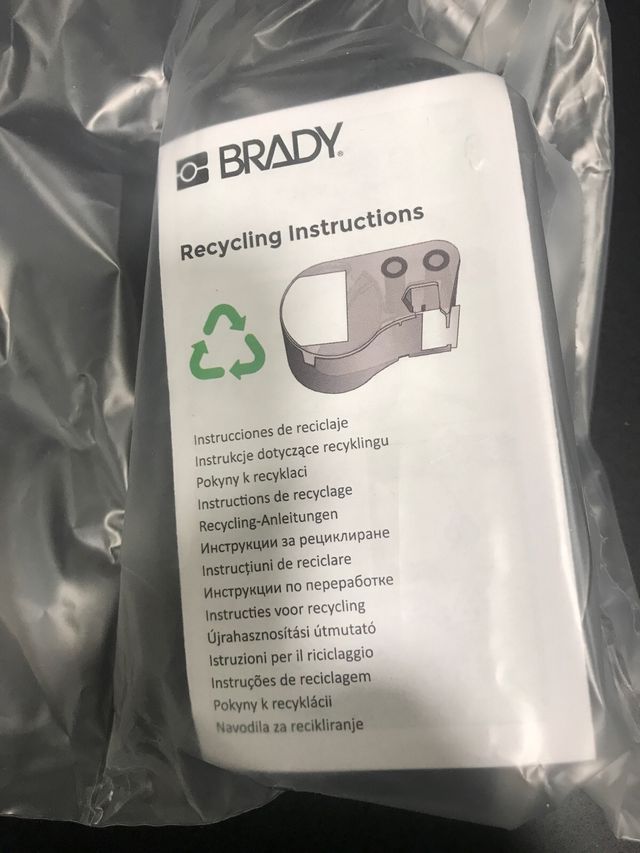 BRADY®
Recycling Instructions
Instrucciones de reciclaje
Instrukcje dotyczące recyklingu
Pokyny k recyklaci
Instructions de recyclage
Recycling-Anleitungen
Инструкции за рециклиране
Instrucțiuni de reciclare
Инструкции по переработке
Instructies voor recycling
Újrahasznosítási útmutató
Istruzioni per il riciclaggio
Instruções de reciclagem
Pokyny k recyklácii
Navodila za recikliranje